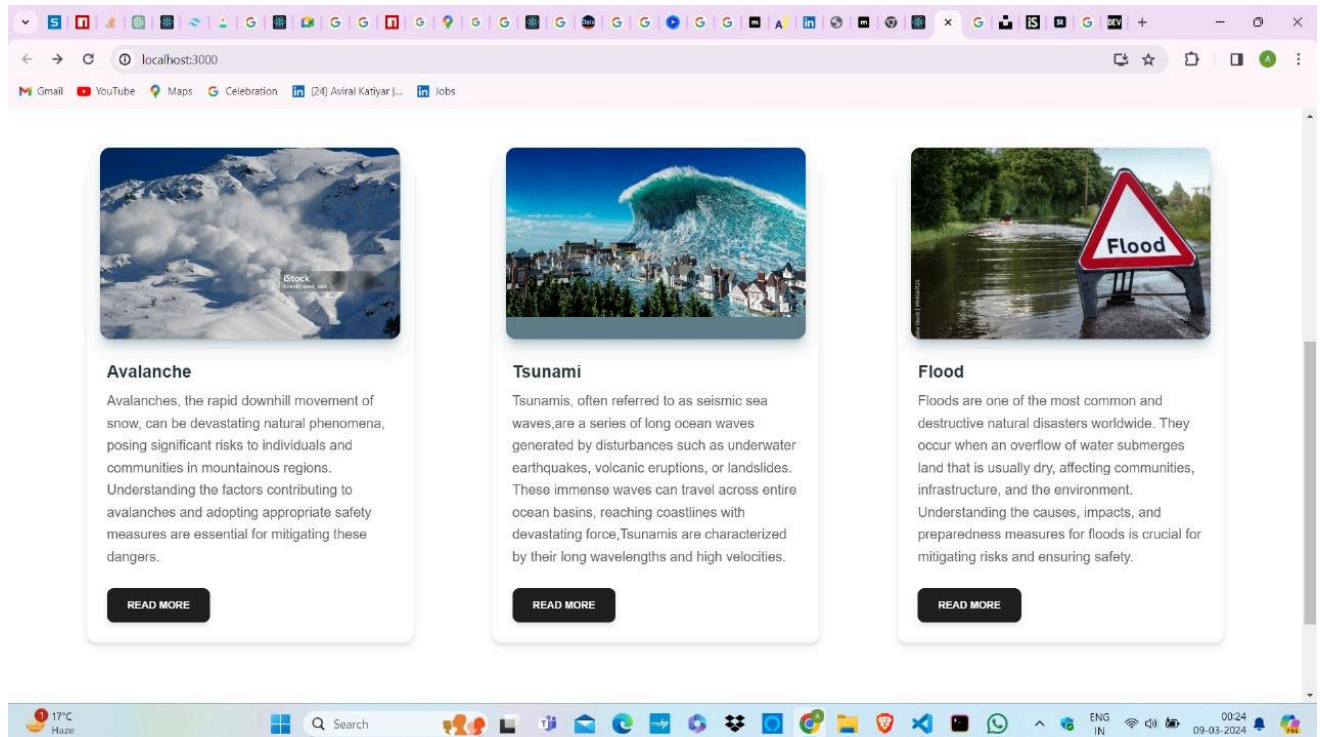 localhost:3000
Gmail
YouTube
Maps
Celebration
(24) Aviral Katiyar |...
Jobs
iStock
Flood
Avalanche
Avalanches, the rapid downhill movement of
snow, can be devastating natural phenomena,
posing significant risks to individuals and
communities in mountainous regions.
Understanding the factors contributing to
avalanches and adopting appropriate safety
measures are essential for mitigating these
dangers.
READ MORE
Tsunami
Tsunamis, often referred to as seismic sea
waves,are a series of long ocean waves
generated by disturbances such as underwater
earthquakes, volcanic eruptions, or landslides.
These immense waves can travel across entire
ocean basins, reaching coastlines with
devastating force,Tsunamis are characterized
by their long wavelengths and high velocities.
READ MORE
Flood
Floods are one of the most common and
destructive natural disasters worldwide. They
occur when an overflow of water submerges
land that is usually dry, affecting communities,
infrastructure, and the environment.
Understanding the causes, impacts, and
preparedness measures for floods is crucial for
mitigating risks and ensuring safety.
READ MORE
17°C
Haze
Search
ENG
IN
00:24
09-03-2024